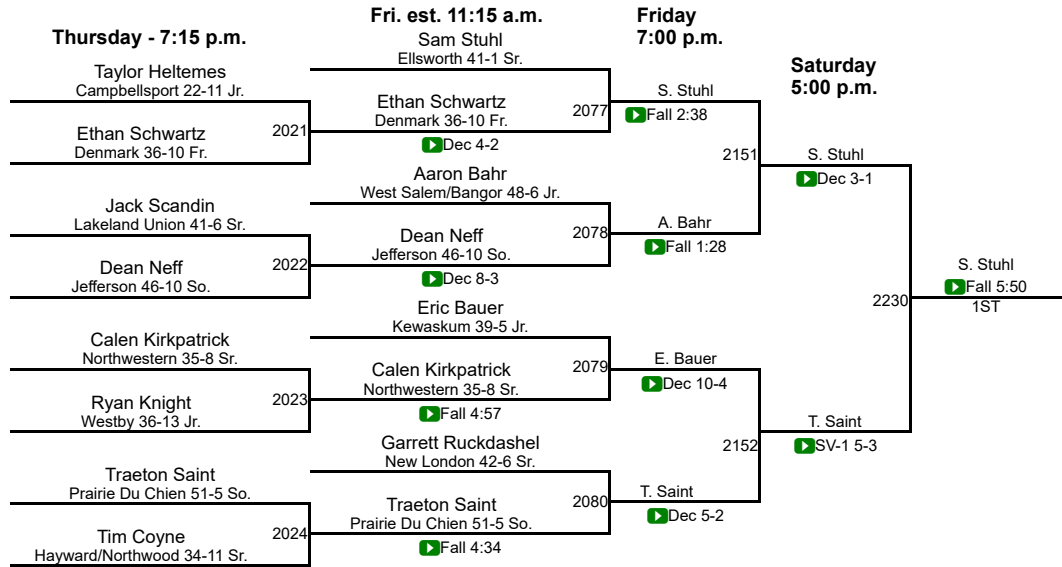 Thursday - 7:15 p.m.
Fri. est. 11:15 a.m.
Friday
7:00 p.m.
Saturday
5:00 p.m.
Taylor Heltemes
Campbellsport 22-11 Jr.
Ethan Schwartz
Denmark 36-10 Fr.
2021
Jack Scandin
Lakeland Union 41-6 Sr.
Dean Neff
Jefferson 46-10 So.
2022
Calen Kirkpatrick
Northwestern 35-8 Sr.
Ryan Knight
Westby 36-13 Jr.
2023
Traeton Saint
Prairie Du Chien 51-5 So.
Tim Coyne
Hayward/Northwood 34-11 Sr.
2024
Sam Stuhl
Ellsworth 41-1 Sr.
Ethan Schwartz
Denmark 36-10 Fr.
Dec 4-2
2077
Aaron Bahr
West Salem/Bangor 48-6 Jr.
Dean Neff
Jefferson 46-10 So.
Dec 8-3
2078
Eric Bauer
Kewaskum 39-5 Jr.
Calen Kirkpatrick
Northwestern 35-8 Sr.
Fall 4:57
2079
Garrett Ruckdashel
New London 42-6 Sr.
Traeton Saint
Prairie Du Chien 51-5 So.
Fall 4:34
2080
S. Stuhl
Fall 2:38
2151
A. Bahr
Fall 1:28
E. Bauer
Dec 10-4
2152
T. Saint
Dec 5-2
S. Stuhl
Dec 3-1
2230
T. Saint
SV-1 5-3
S. Stuhl
Fall 5:50
1ST